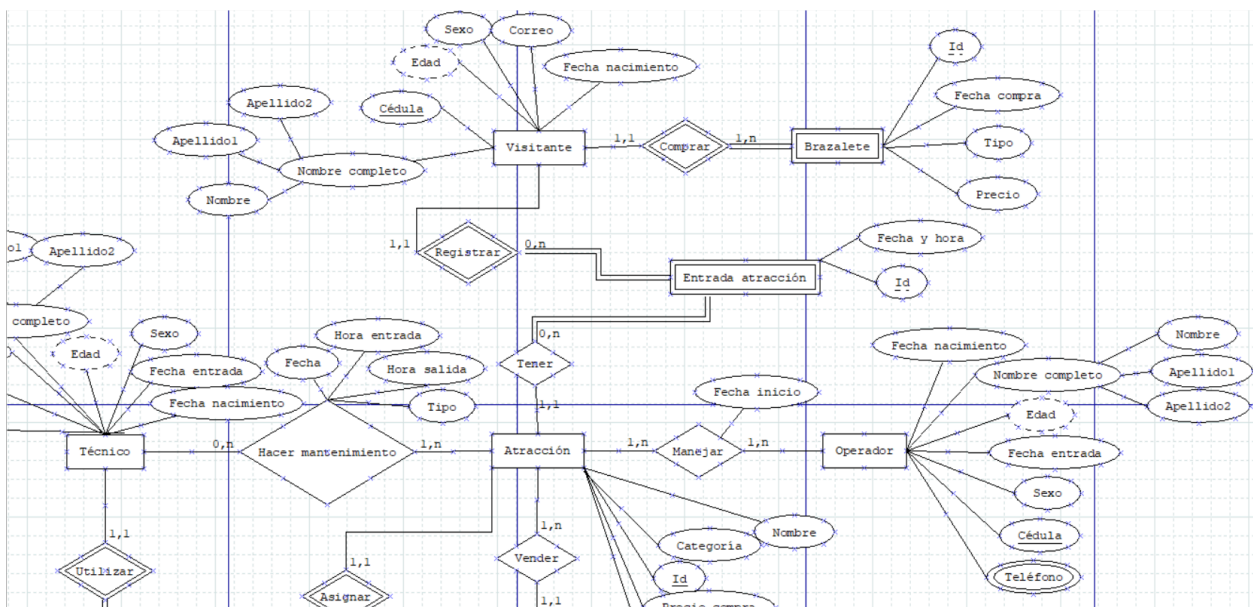 Sexo
Correo
Id
Edad
Fecha nacimiento
Fecha compra
Apellido2
Cédula
Apellido1
Visitante
1,1
Comprar
1,n
Brazalete
Tipo
Nombre completo
Nombre
Precio
1,1
Registrar
0,n
Fecha y hora
Apellido2
Entrada atracción
Id
completo
Sexo
Hora entrada
0,n
Nombre
Edad
Fecha
Fecha nacimiento
Tener
Fecha entrada
Hora salida
Nombre completo
Apellido1
Fecha inicio
Fecha nacimiento
Tipo
1,1
Edad
Apellido2
Técnico
0,n
Hacer mantenimiento
1,n
Atracción
1,n
Manejar
1,n
Operador
Fecha entrada
Sexo
1,1
1,n
Nombre
Cédula
Categoría
Utilizar
1,1
Vender
Id
Teléfono
Asignar
1,1
Precio compra